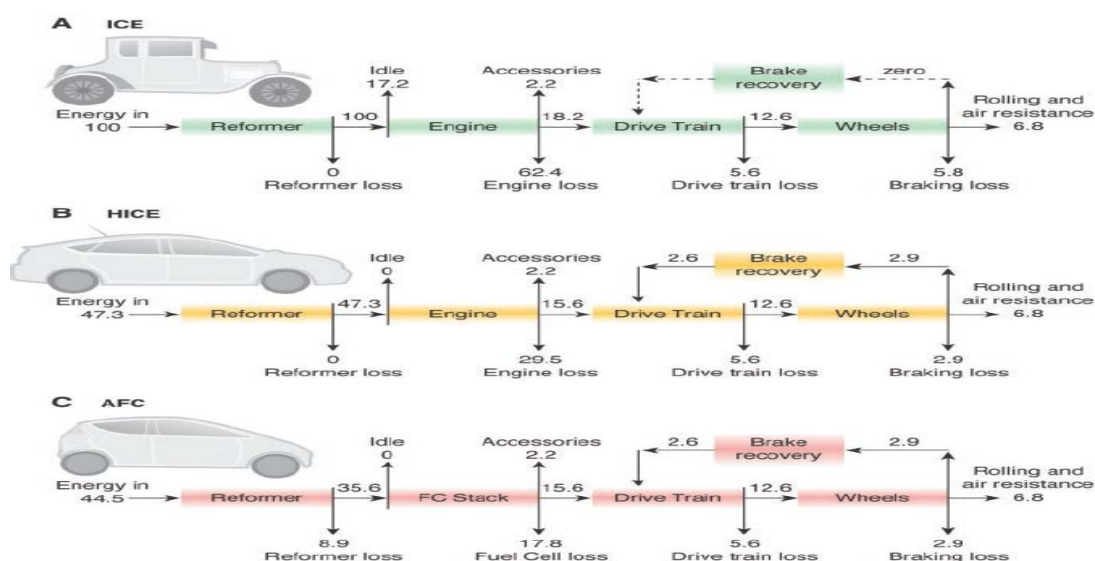 A ICE
Idle
17.2
Accessories
2.2
Brake
recovery
zero
Rolling and
air resistance
6.8
Energy in
100
Reformer
100
Engine
18.2
Drive Train
12.6
Wheels
0
Reformer loss
62.4
Engine loss
5.6
Drive train loss
5.8
Braking loss
B HICE
Idle
0
Accessories
2.2
2.6
Brake
recovery
2.9
Rolling and
air resistance
6.8
Energy in
47.3
Reformer
47.3
Engine
15.6
Drive Train
12.6
Wheels
0
Reformer loss
29.5
Engine loss
5.6
Drive train loss
2.9
Braking loss
C AFC
Idle
0
Accessories
2.2
2.6
Brake
recovery
2.9
Rolling and
air resistance
6.8
Energy in
44.5
Reformer
35.6
FC Stack
15.6
Drive Train
12.6
Wheels
8.9
Reformer loss
17.8
Fuel Cell loss
5.6
Drive train loss
2.9
Braking loss